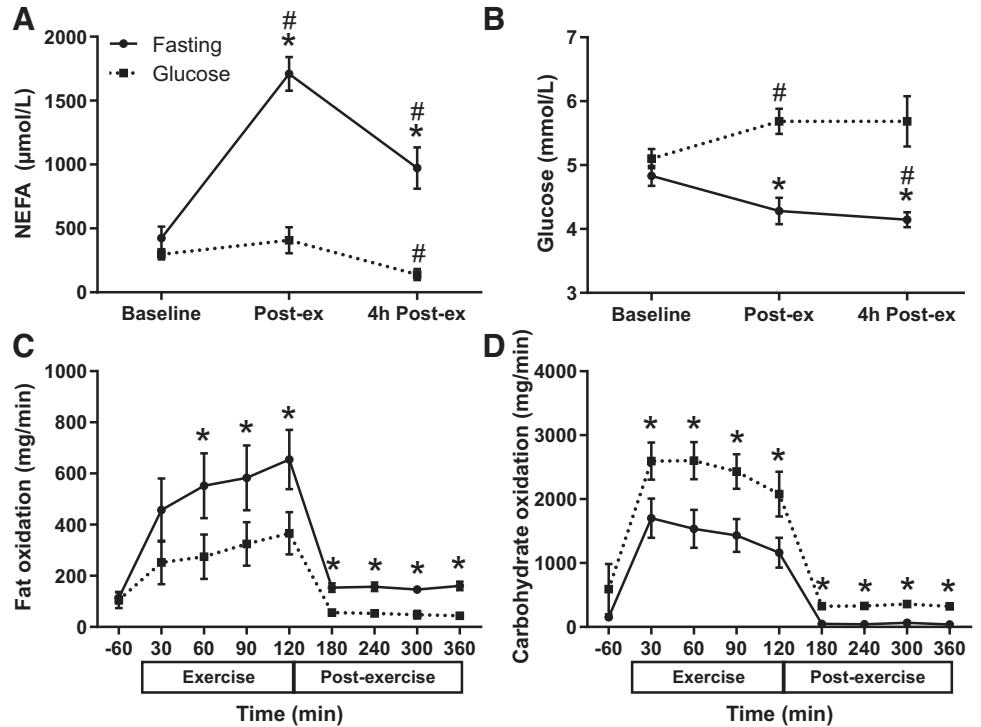 A
NEFA (µmol/L)
2000
1500
1000
500
0
Fasting
Glucose
#
*
#
*
#
Baseline
Post-ex
4h Post-ex
B
Glucose (mmol/L)
7
6
5
4
3
#
*
#
*
Baseline
Post-ex
4h Post-ex
C
Fat oxidation (mg/min)
1000
800
600
400
200
0
* * *
* * * *
-60 30 60 90 120 180 240 300 360
Exercise
Post-exercise
Time (min)
D
Carbohydrate oxidation (mg/min)
4000
3000
2000
1000
0
* * * *
* * * *
-60 30 60 90 120 180 240 300 360
Exercise
Post-exercise
Time (min)